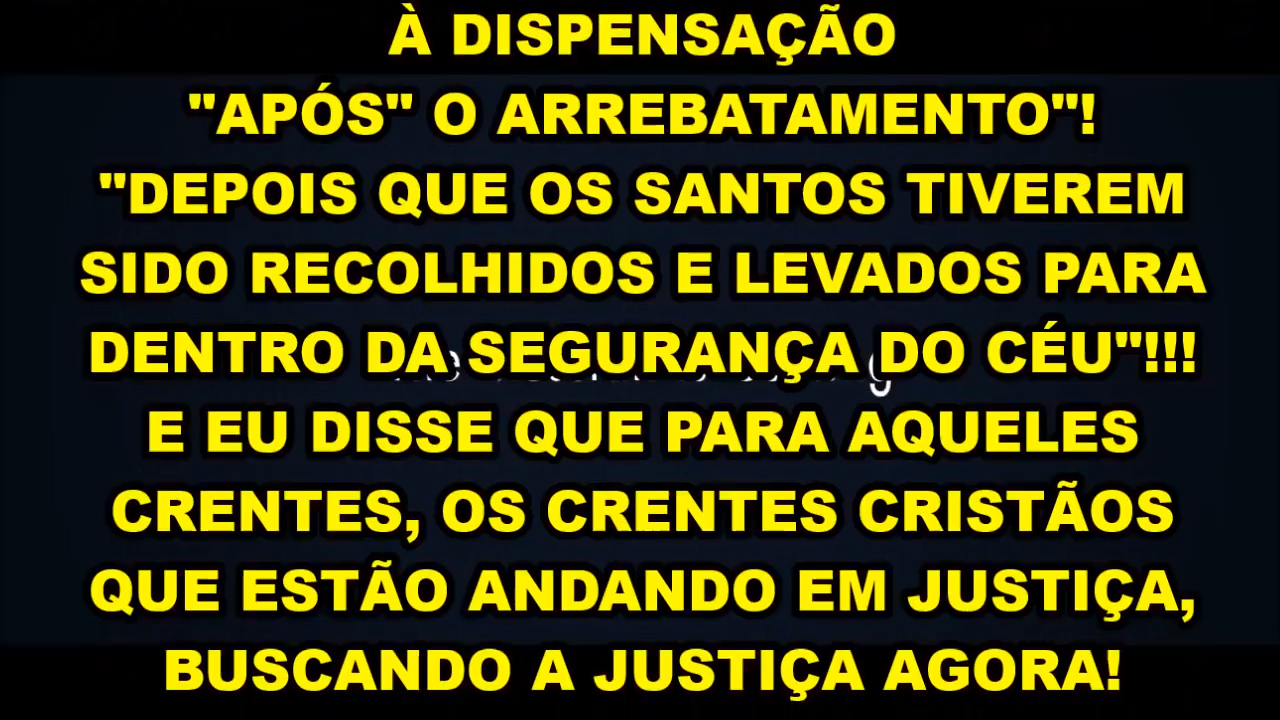 À DISPENSAÇÃO
"APÓS" O ARREBATAMENTO"!
"DEPOIS QUE OS SANTOS TIVEREM
SIDO RECOLHIDOS E LEVADOS PARA
DENTRO DA SEGURANÇA DO CÉU"!!!
E EU DISSE QUE PARA AQUELES
CRENTES, OS CRENTES CRISTÃOS
QUE ESTÃO ANDANDO EM JUSTIÇA,
BUSCANDO A JUSTIÇA AGORA!